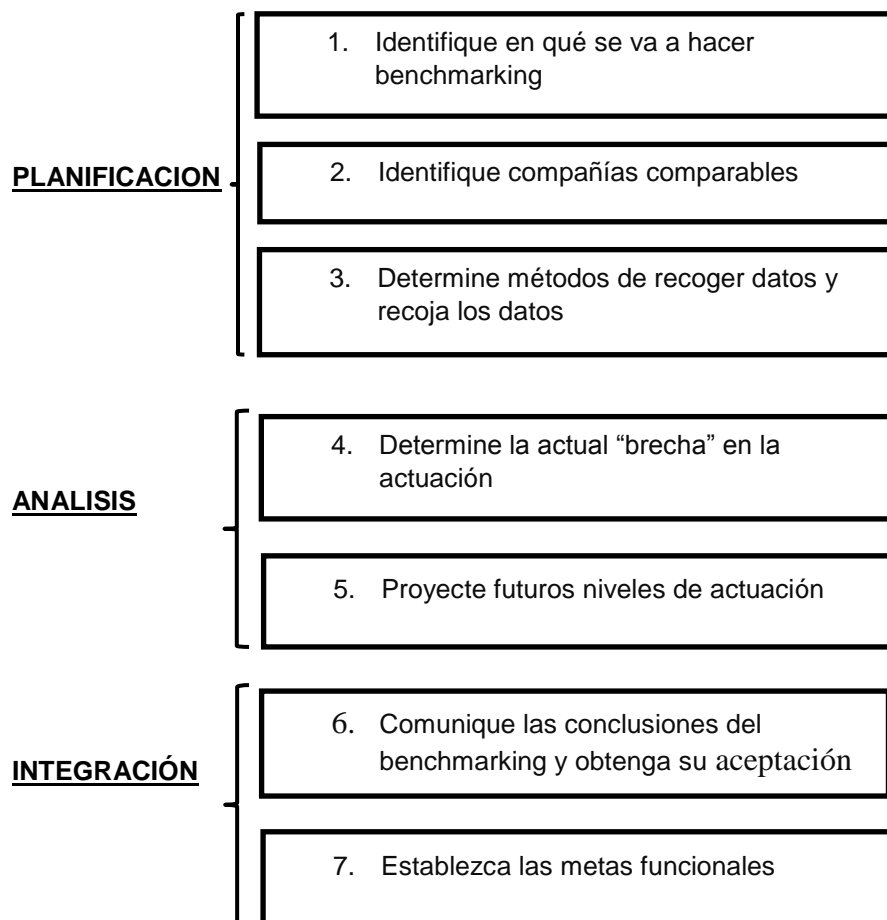 1. Identifique en qué se va a hacer
benchmarking
PLANIFICACION
2. Identifique compañías comparables
3. Determine métodos de recoger datos y
recoja los datos
4. Determine la actual “brecha” en la
actuación
ANALISIS
5. Proyecte futuros niveles de actuación
6. Comunique las conclusiones del
benchmarking y obtenga su aceptación
INTEGRACIÓN
7. Establezca las metas funcionales